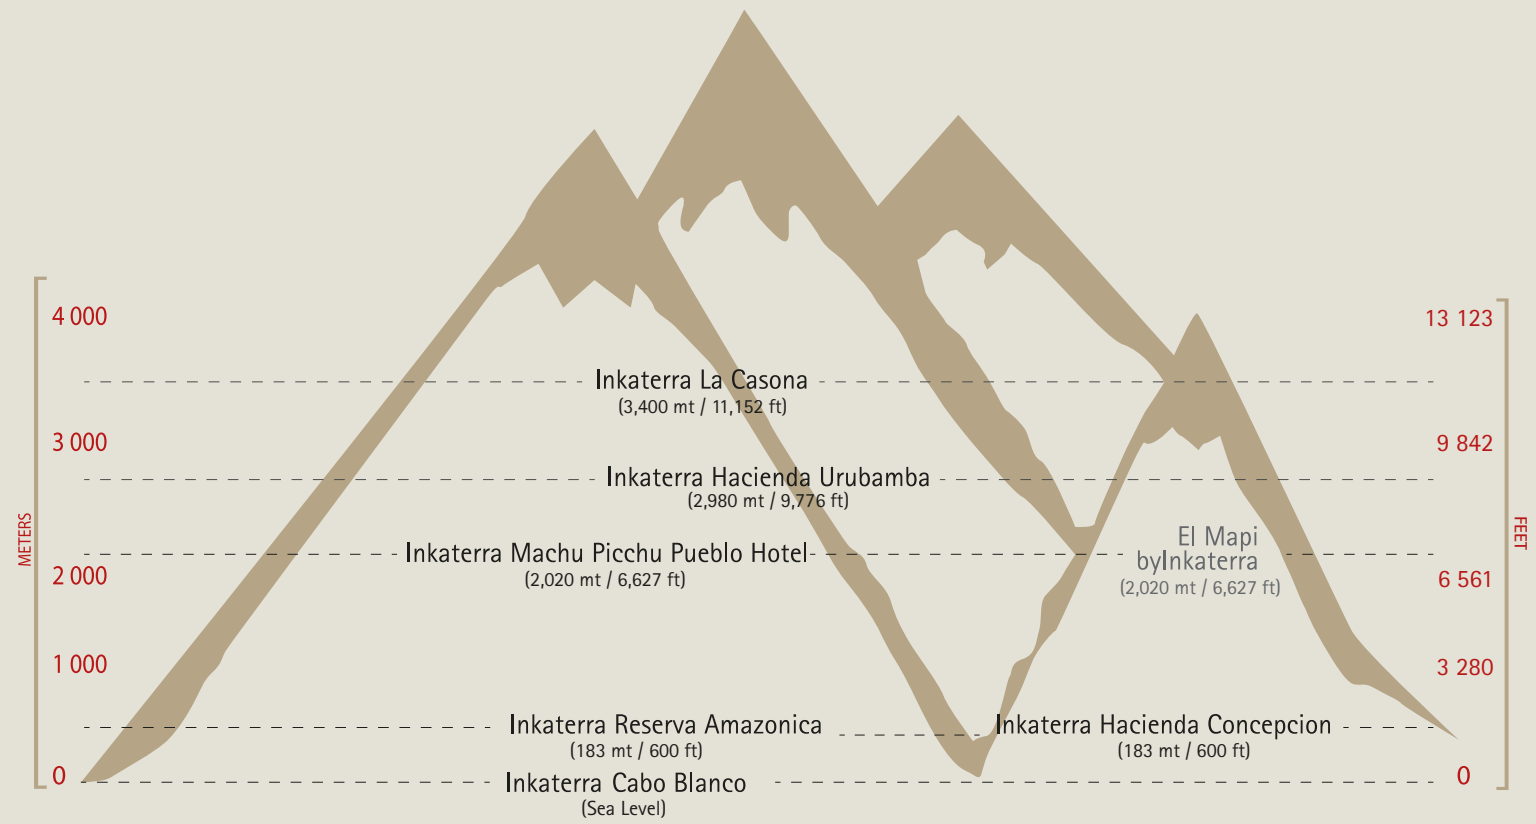 4 000
13 123
Inkaterra La Casona
(3,400 mt / 11,152 ft)
3 000
9 842
Inkaterra Hacienda Urubamba
(2,980 mt / 9,776 ft)
METERS
FEET
El Mapi
byInkaterra
(2,020 mt / 6,627 ft)
Inkaterra Machu Picchu Pueblo Hotel
(2,020 mt / 6,627 ft)
2 000
6 561
1 000
3 280
Inkaterra Reserva Amazonica
(183 mt / 600 ft)
Inkaterra Hacienda Concepcion
(183 mt / 600 ft)
0
0
Inkaterra Cabo Blanco
(Sea Level)